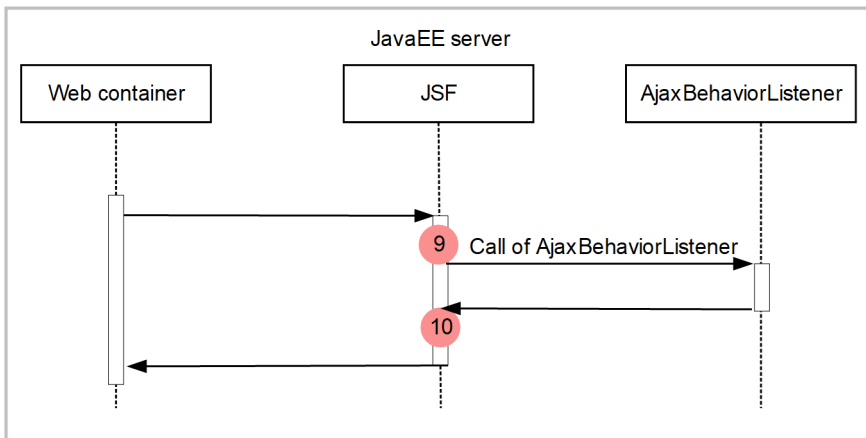 JavaEE server
Web container
JSF
AjaxBehaviorListener
9
Call of AjaxBehaviorListener
10